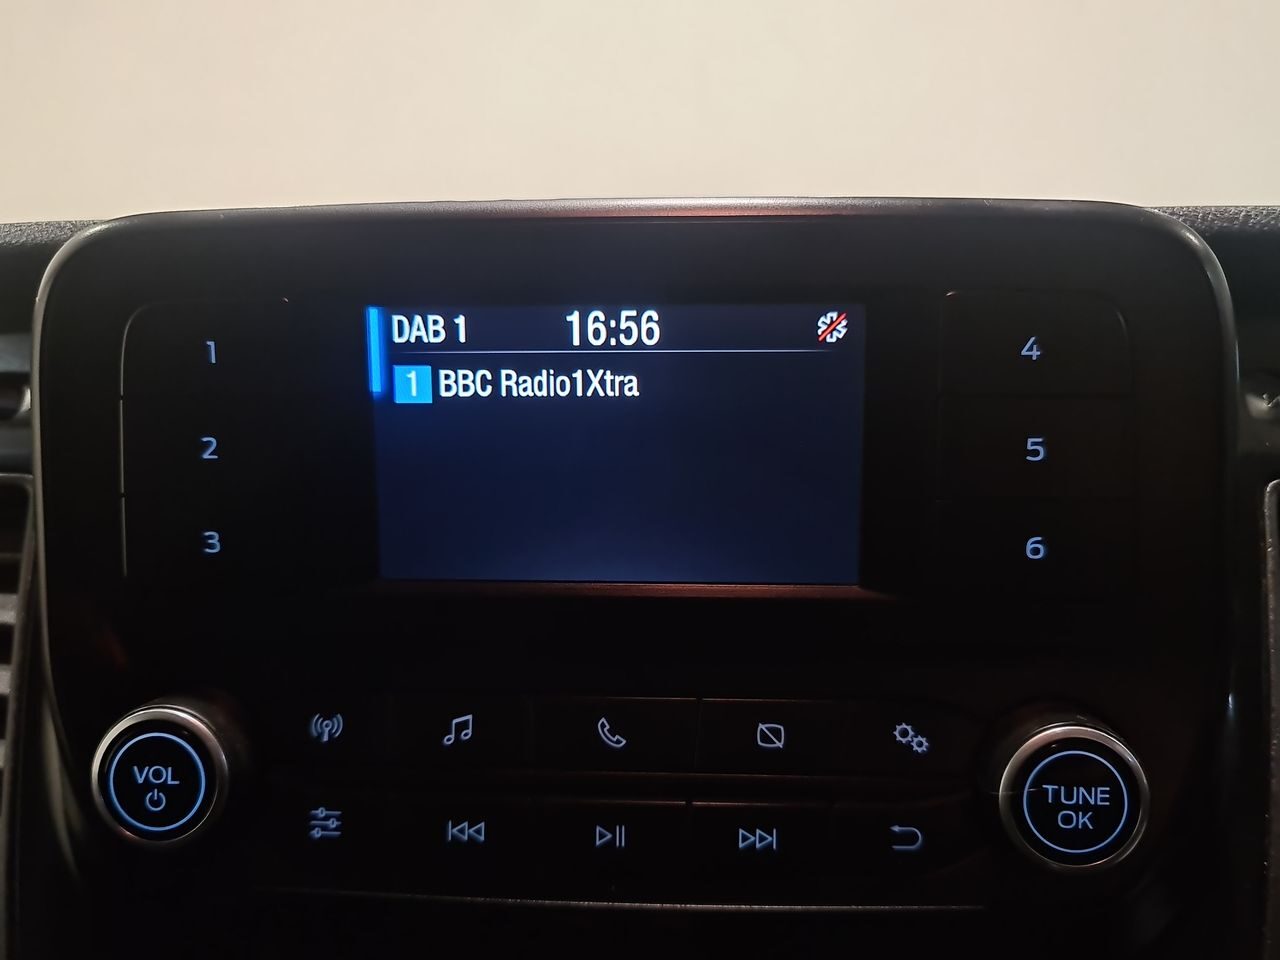 DAB 1 16:56
1 BBC Radio1Xtra
1
2
3
4
5
6
VOL
TUNE
OK